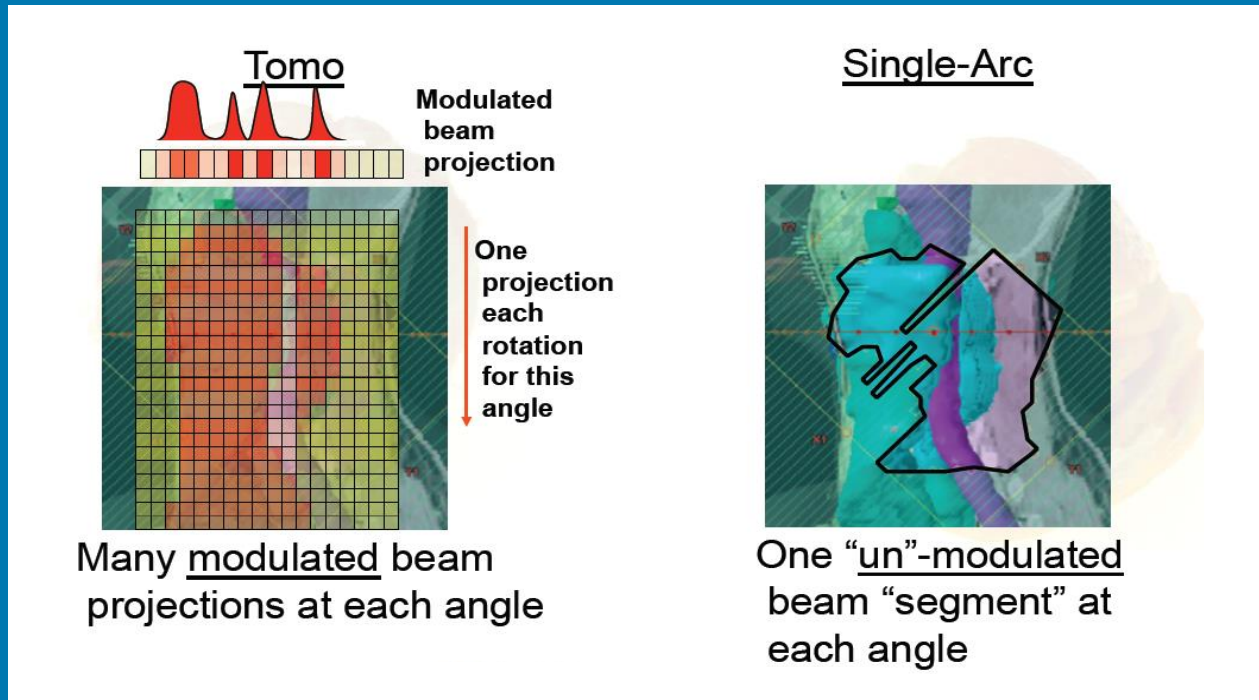 Tomo
Modulated
beam
projection
One
projection
each
rotation
for this
angle
Many modulated beam
projections at each angle
Single-Arc
X1
One “un”-modulated
beam “segment” at
each angle